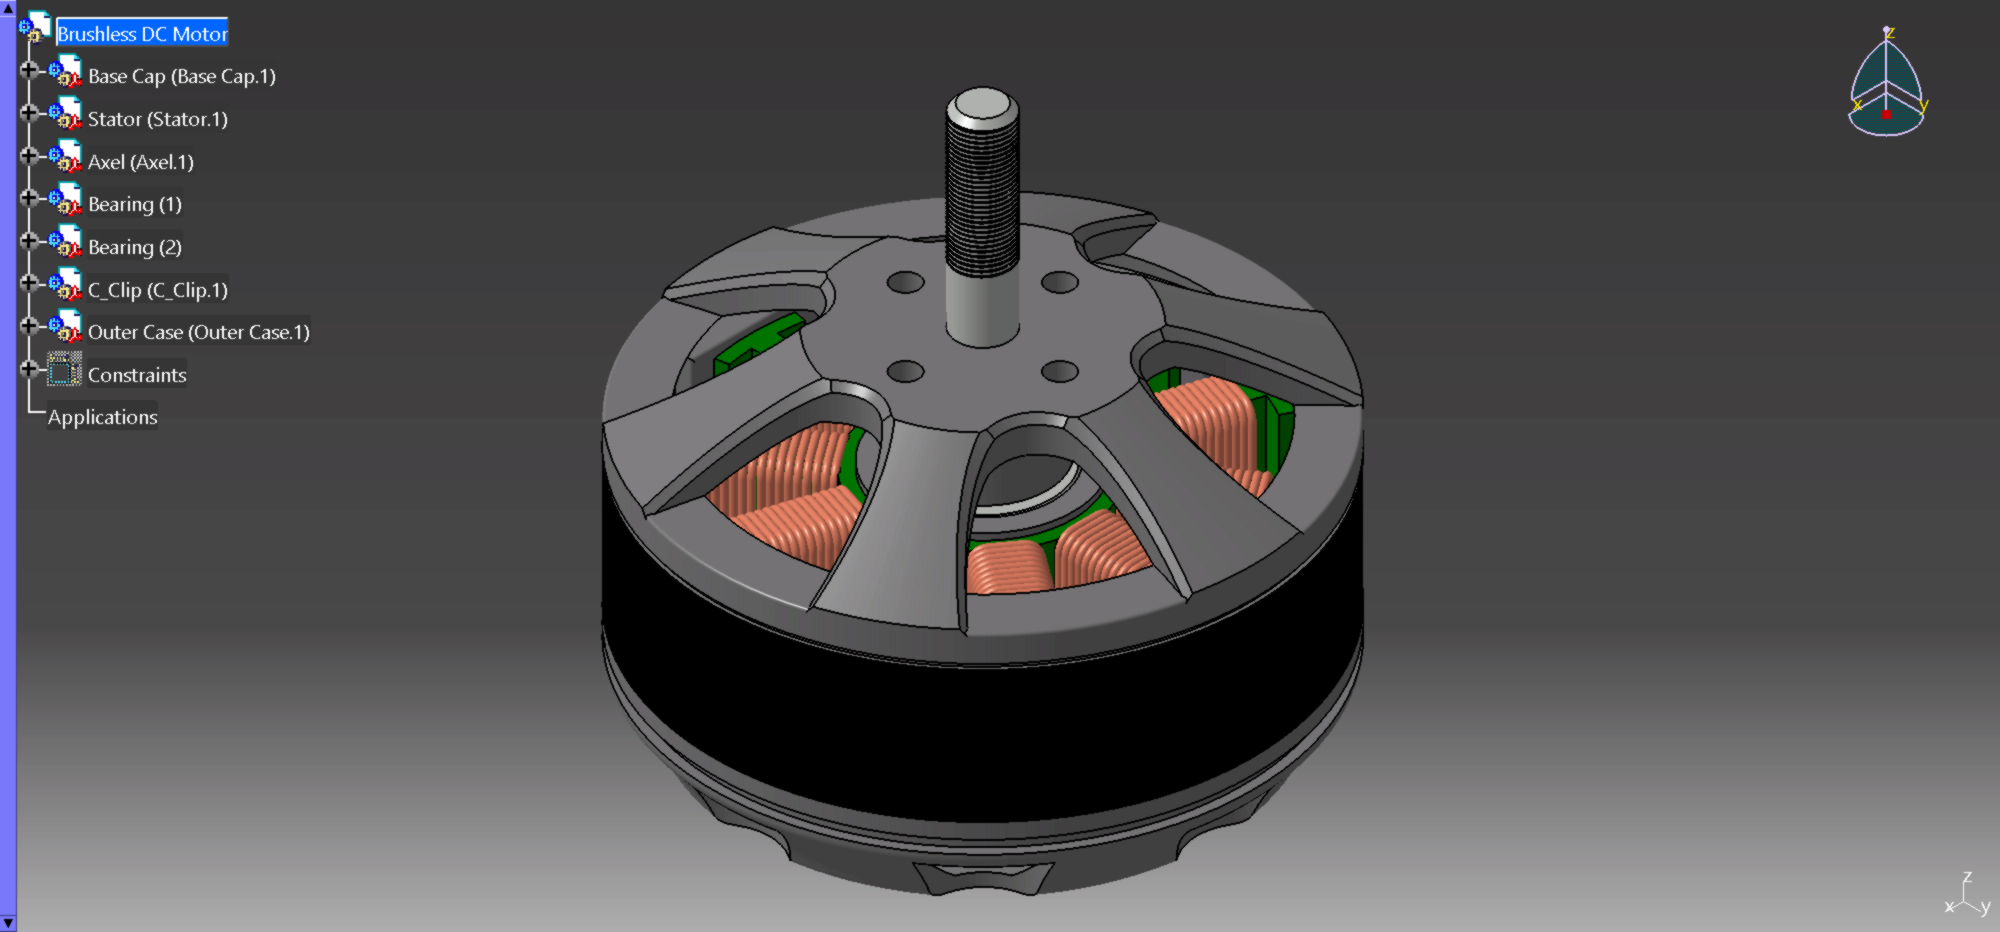 Brushless DC Motor
Base Cap (Base Cap.1)
Stator (Stator.1)
Axel (Axel.1)
Bearing (1)
Bearing (2)
C_Clip (C_Clip.1)
Outer Case (Outer Case.1)
Constraints
Applications
z
x y
z
x y